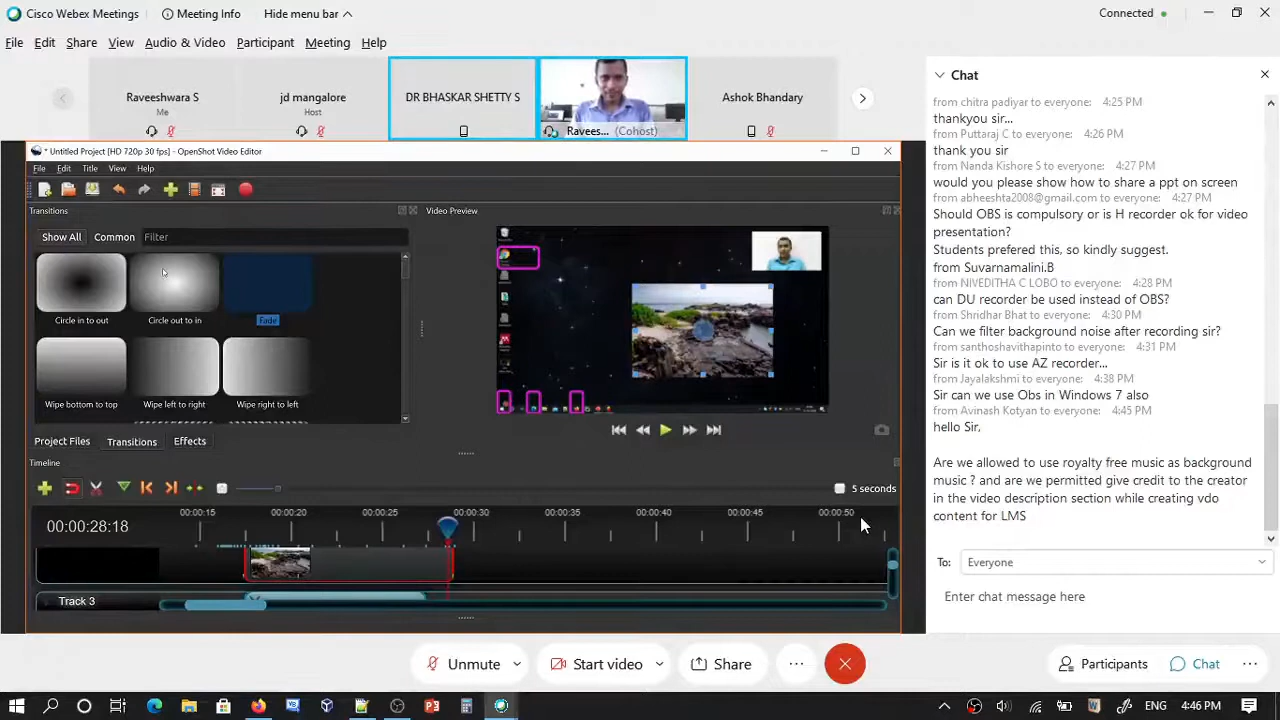 Cisco Webex Meetings
Meeting Info
Hide menu bar
Connected
File Edit Share View Audio & Video Participant Meeting Help
Raveeshwara S
Me
jd mangalore
Host
DR BHASKAR SHETTY S
Ravees... (Cohost)
Ashok Bhandary
* Untitled Project [HD 720p 30 fps] - OpenShot Video Editor
File Edit Title View Help
Transitions
Video Preview
Show All Common Filter
Circle in to out
Circle out to in
Fade
Wipe bottom to top
Wipe left to right
Wipe right to left
Project Files Transitions Effects
Timeline
5 seconds
00:00:28:18
00:00:15 00:00:20 00:00:25 00:00:30 00:00:35 00:00:40 00:00:45 00:00:50
Track 3
Chat
from chitra padiyar to everyone: 4:25 PM
thankyou sir...
from Puttaraj C to everyone: 4:26 PM
thank you sir
from Nanda Kishore S to everyone: 4:27 PM
would you please show how to share a ppt on screen
from abheeshta2008@gmail.com to everyone: 4:27 PM
Should OBS is compulsory or is H recorder ok for video
presentation?
Students prefered this, so kindly suggest.
from Suvarnamalini.B
from NIVEDITHA C LOBO to everyone: 4:28 PM
can DU recorder be used instead of OBS?
from Shridhar Bhat to everyone: 4:30 PM
Can we filter background noise after recording sir?
from santhoshavithapinto to everyone: 4:31 PM
Sir is it ok to use AZ recorder...
from Jayalakshmi to everyone: 4:38 PM
Sir can we use Obs in Windows 7 also
from Avinash Kotyan to everyone: 4:45 PM
hello Sir,
Are we allowed to use royalty free music as background
music ? and are we permitted give credit to the creator
in the video description section while creating vdo
content for LMS
To: Everyone
Enter chat message here
Unmute
Start video
Share
Participants
Chat
ENG 4:46 PM